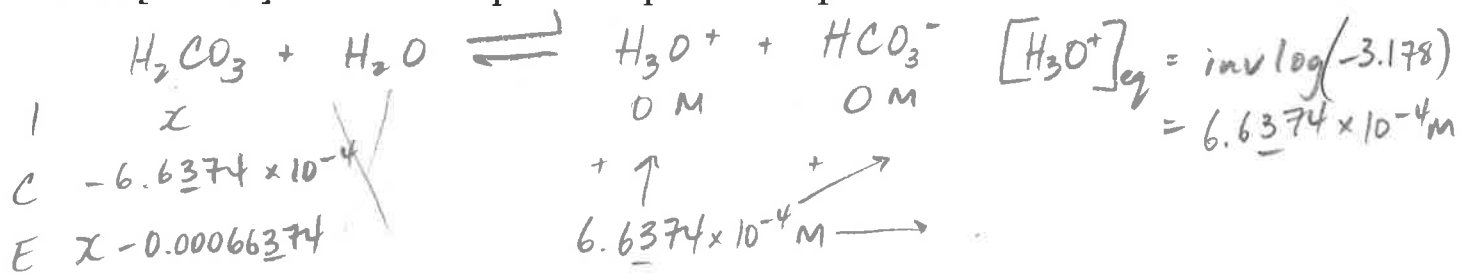 H₂CO₃ + H₂O ⇌ H₃O⁺ + HCO₃⁻ [H₃O⁺]eq = invlog(-3.178)
I x 0 M 0 M = 6.6374 × 10⁻⁴ M
C -6.6374 × 10⁻⁴ + ↑ + ↗
E x - 0.00066374 6.6374 × 10⁻⁴ M →